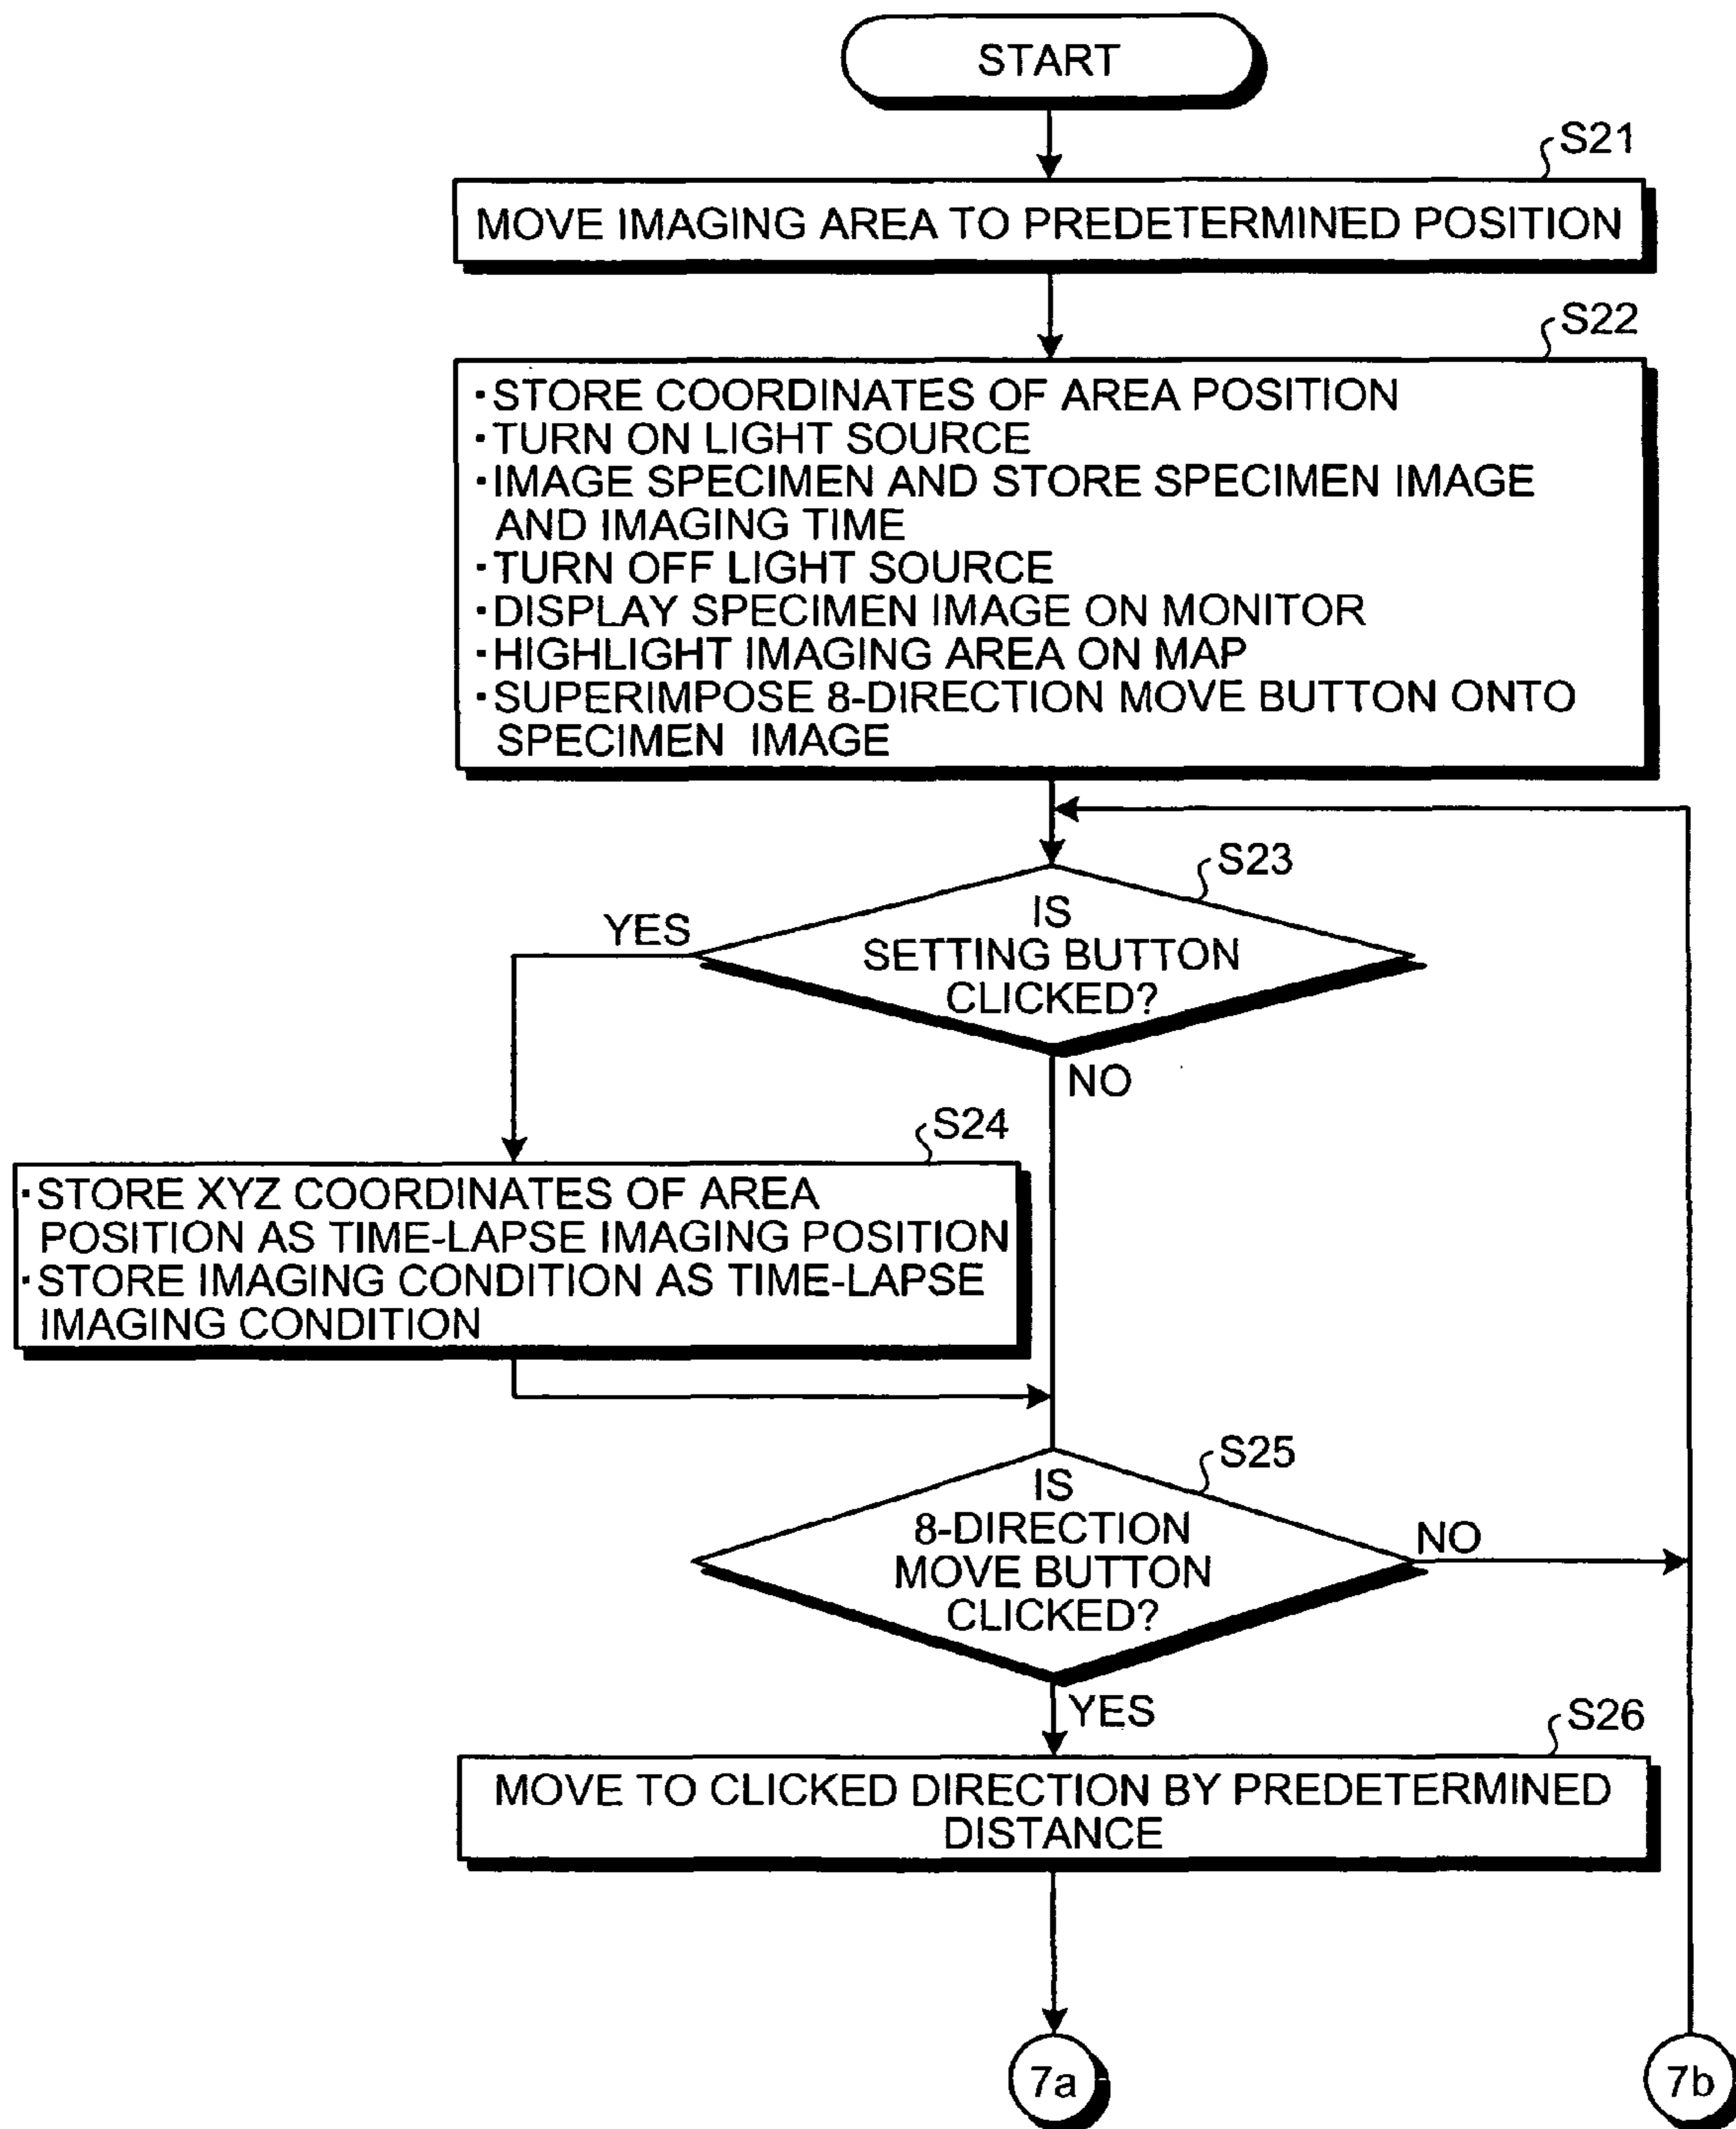 START
S21
MOVE IMAGING AREA TO PREDETERMINED POSITION
S22
·STORE COORDINATES OF AREA POSITION
·TURN ON LIGHT SOURCE
·IMAGE SPECIMEN AND STORE SPECIMEN IMAGE
AND IMAGING TIME
·TURN OFF LIGHT SOURCE
·DISPLAY SPECIMEN IMAGE ON MONITOR
·HIGHLIGHT IMAGING AREA ON MAP
·SUPERIMPOSE 8-DIRECTION MOVE BUTTON ONTO
SPECIMEN IMAGE
S23
IS
SETTING BUTTON
CLICKED?
YES
NO
S24
·STORE XYZ COORDINATES OF AREA
POSITION AS TIME-LAPSE IMAGING POSITION
·STORE IMAGING CONDITION AS TIME-LAPSE
IMAGING CONDITION
S25
IS
8-DIRECTION
MOVE BUTTON
CLICKED?
NO
YES
S26
MOVE TO CLICKED DIRECTION BY PREDETERMINED
DISTANCE
7a
7b